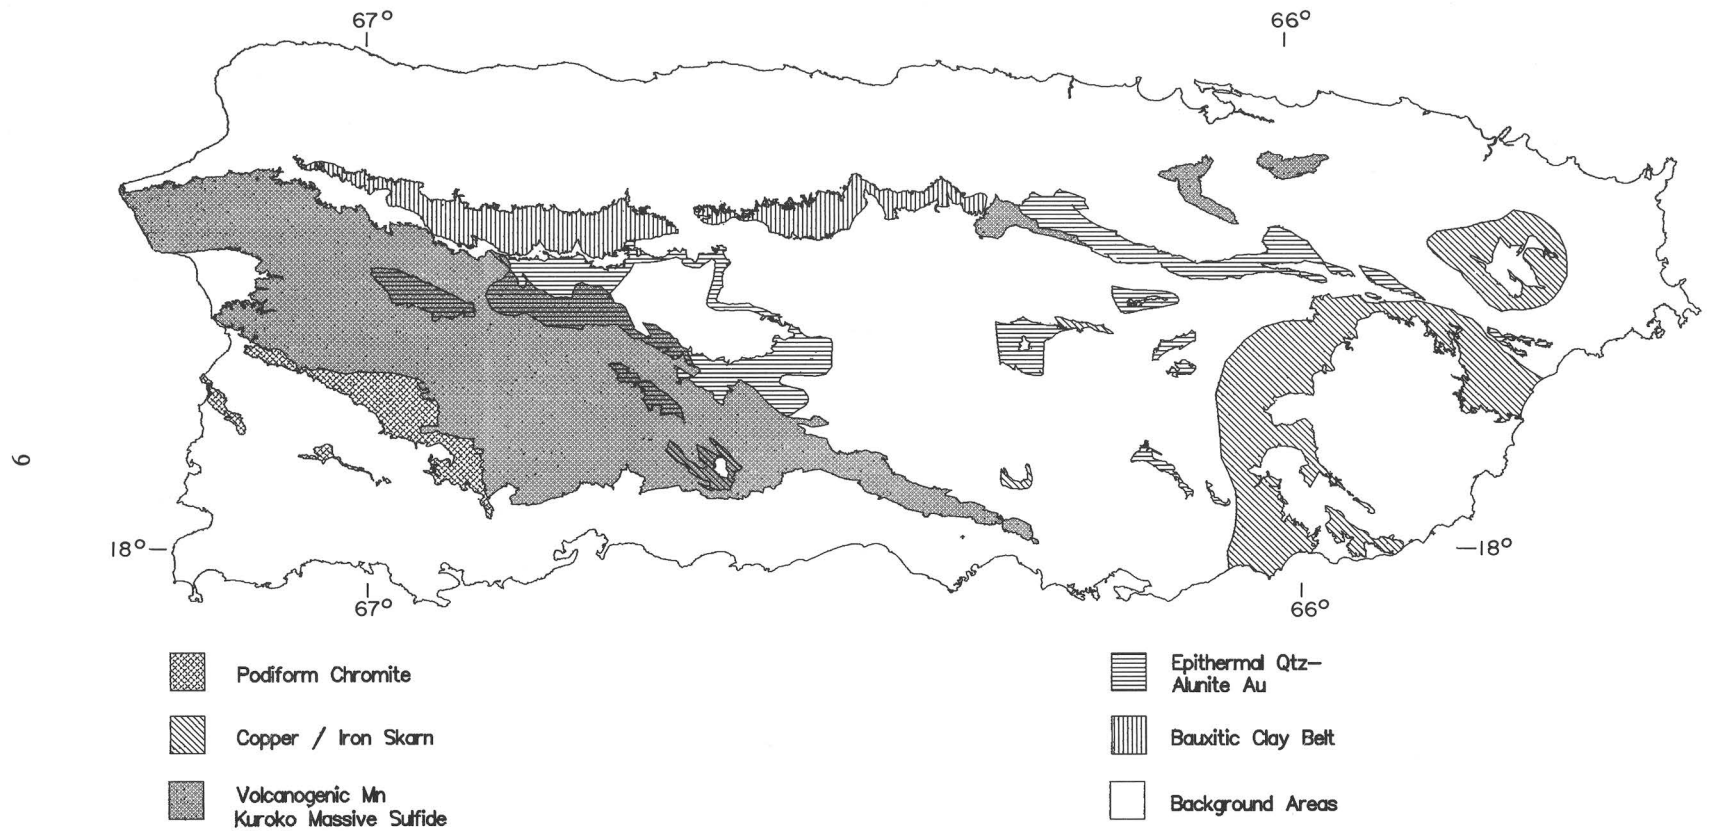 67° 66°
9
18° 18°
67° 66°
Podiform Chromite
Copper / Iron Skarn
Volcanogenic Mn
Kuroko Massive Sulfide
Epithermal Qtz-
Alunite Au
Bauxitic Clay Belt
Background Areas